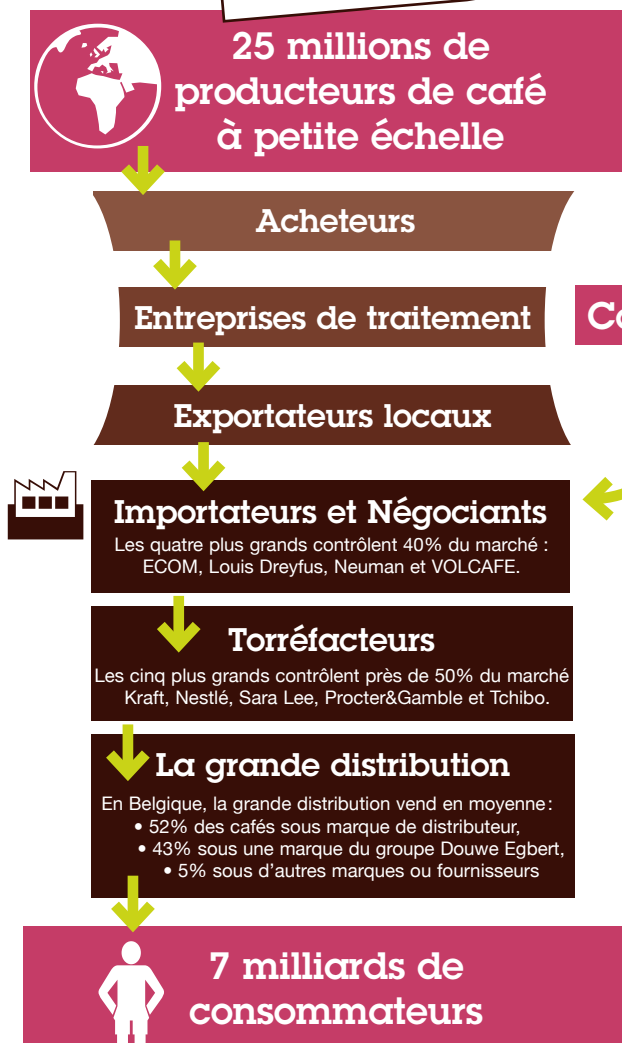 25 millions de
producteurs de café
à petite échelle
Acheteurs
Entreprises de traitement
Exportateurs locaux
Importateurs et Négociants
Les quatre plus grands contrôlent 40% du marché :
ECOM, Louis Dreyfus, Neuman et VOLCAFE.
Torréfacteurs
Les cinq plus grands contrôlent près de 50% du marché
Kraft, Nestlé, Sara Lee, Procter&Gamble et Tchibo.
La grande distribution
En Belgique, la grande distribution vend en moyenne :
• 52% des cafés sous marque de distributeur,
• 43% sous une marque du groupe Douwe Egbert,
• 5% sous d'autres marques ou fournisseurs
7 milliards de
consommateurs